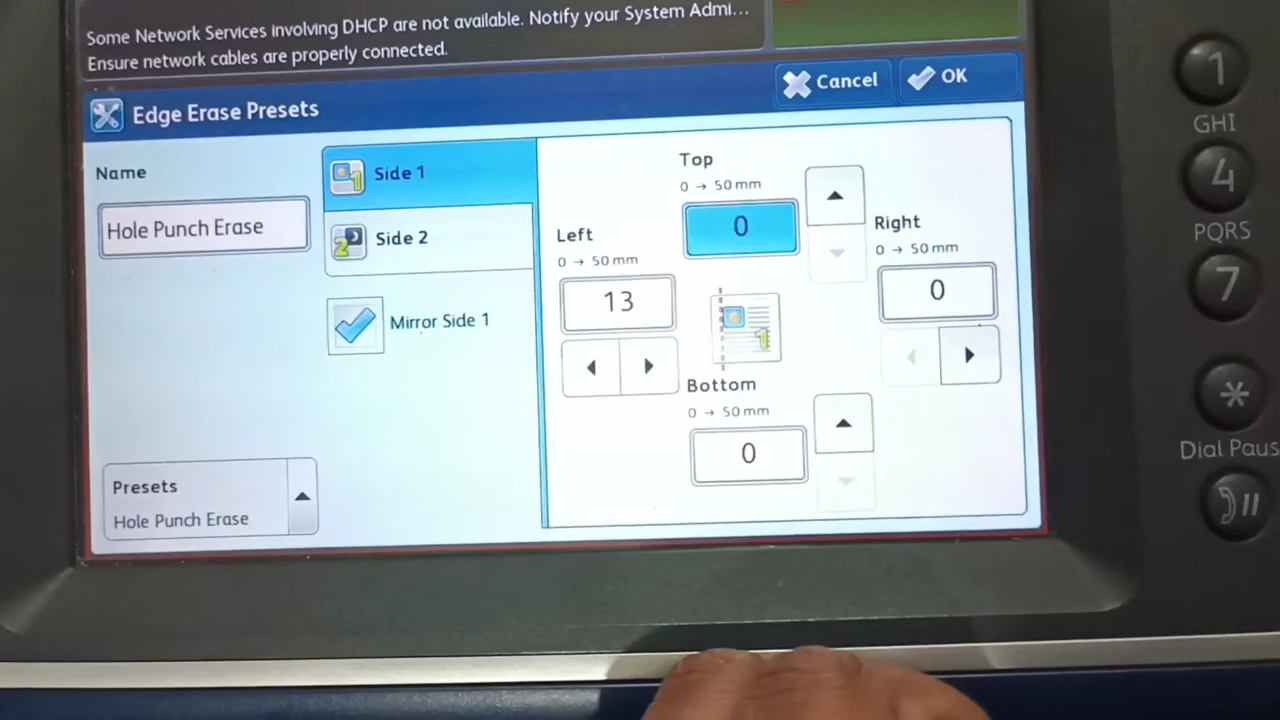 Some Network Services involving DHCP are not available. Notify your System Admi...
Ensure network cables are properly connected.
Edge Erase Presets
Cancel
OK
Name
Hole Punch Erase
Side 1
Side 2
Mirror Side 1
Top
0 → 50 mm
0
Left
0 → 50 mm
13
Right
0 → 50 mm
0
1
Bottom
0 → 50 mm
0
Presets
Hole Punch Erase
1
GHI
4
PQRS
7
*
Dial Paus